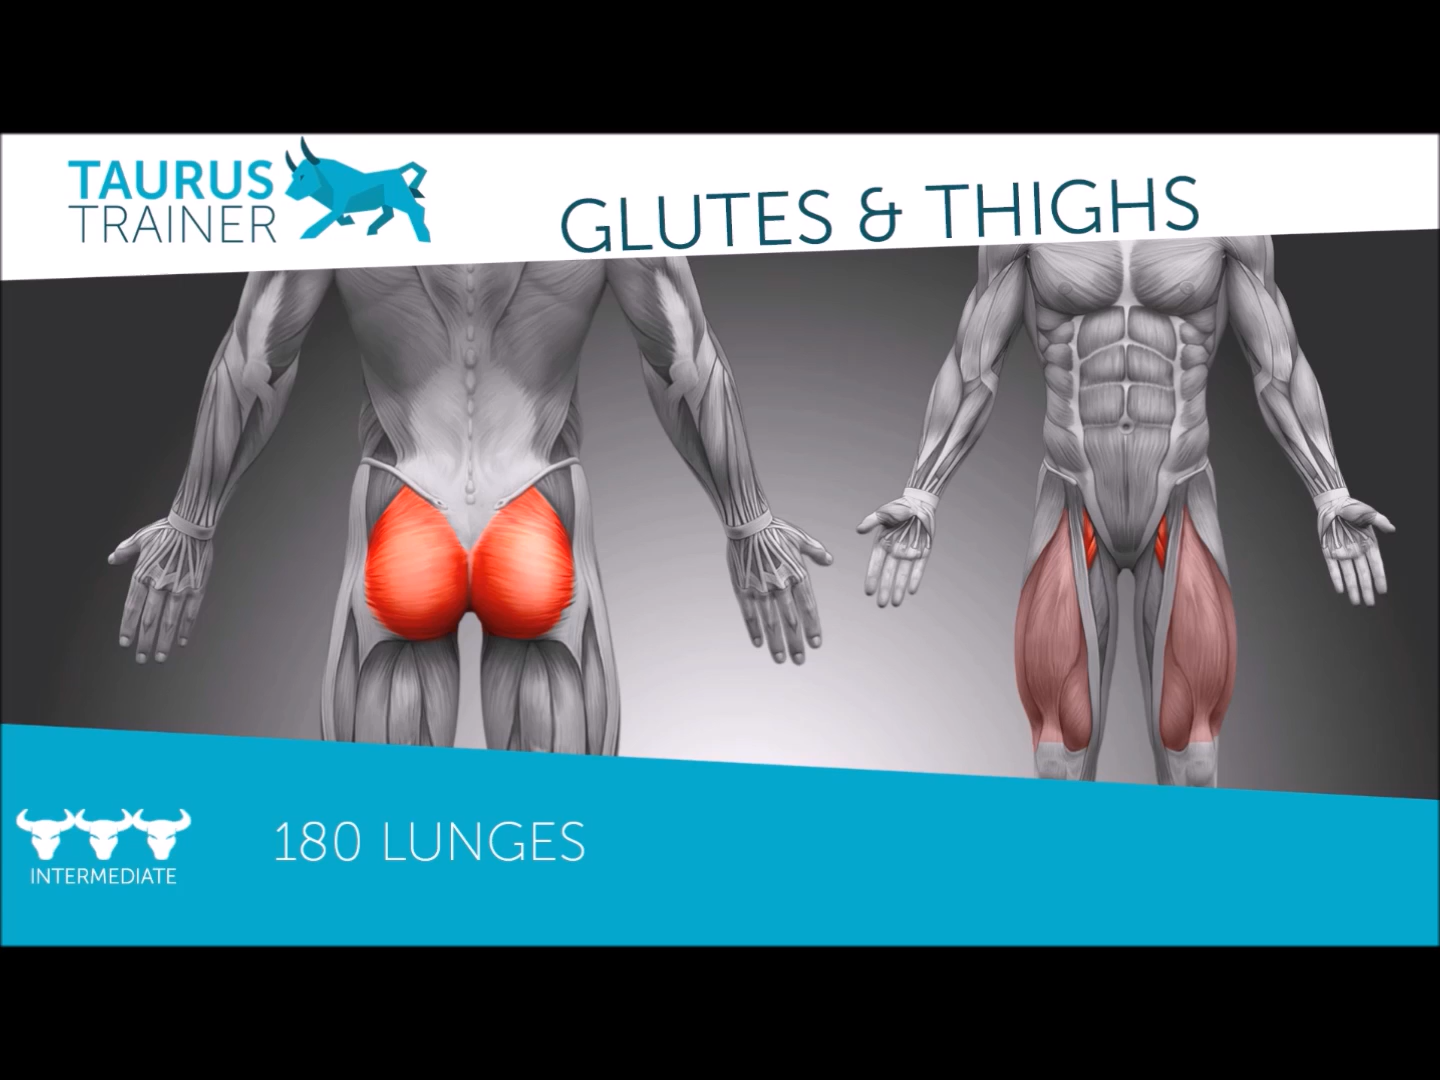 TAURUS
TRAINER
GLUTES & THIGHS
180 LUNGES
INTERMEDIATE